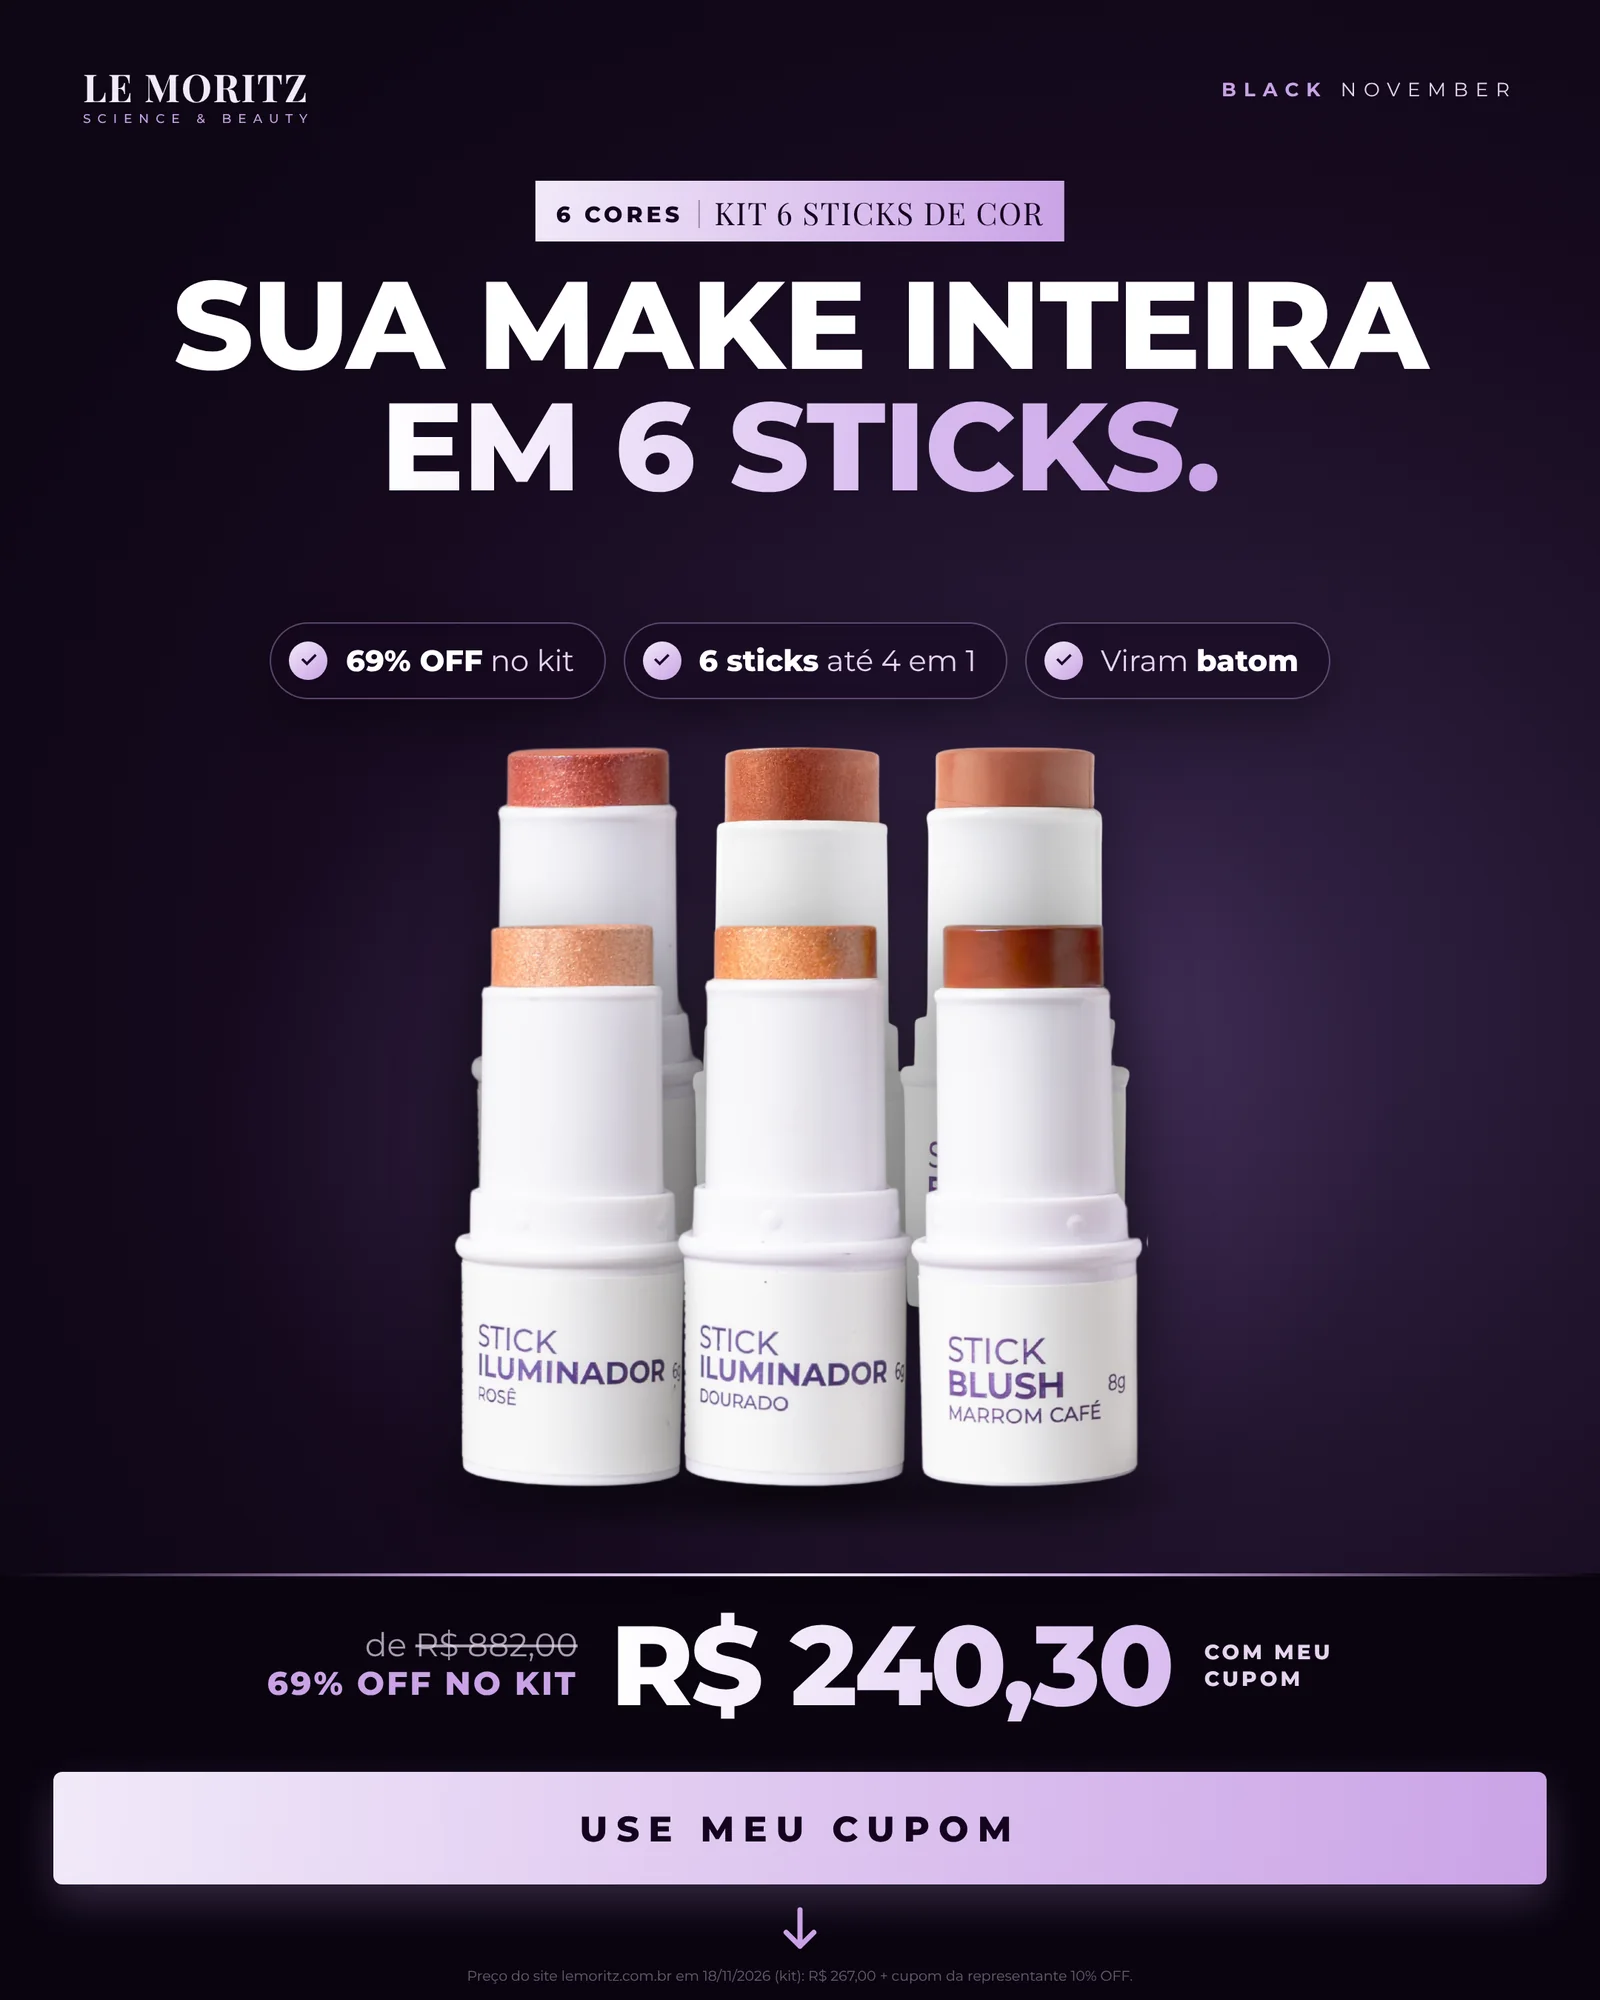 LE MORITZ
SCIENCE & BEAUTY
BLACK NOVEMBER
6 CORES | KIT 6 STICKS DE COR
SUA MAKE INTEIRA
EM 6 STICKS.
69% OFF no kit
6 sticks até 4 em 1
Viram batom
STICK
ILUMINADOR 6g
ROSÊ
STICK
ILUMINADOR 6g
DOURADO
STICK
BLUSH 8g
MARROM CAFÉ
de R$ 882,00
69% OFF NO KIT
R$ 240,30
COM MEU
CUPOM
USE MEU CUPOM
Preço do site lemoritz.com.br em 18/11/2026 (kit): R$ 267,00 + cupom da representante 10% OFF.